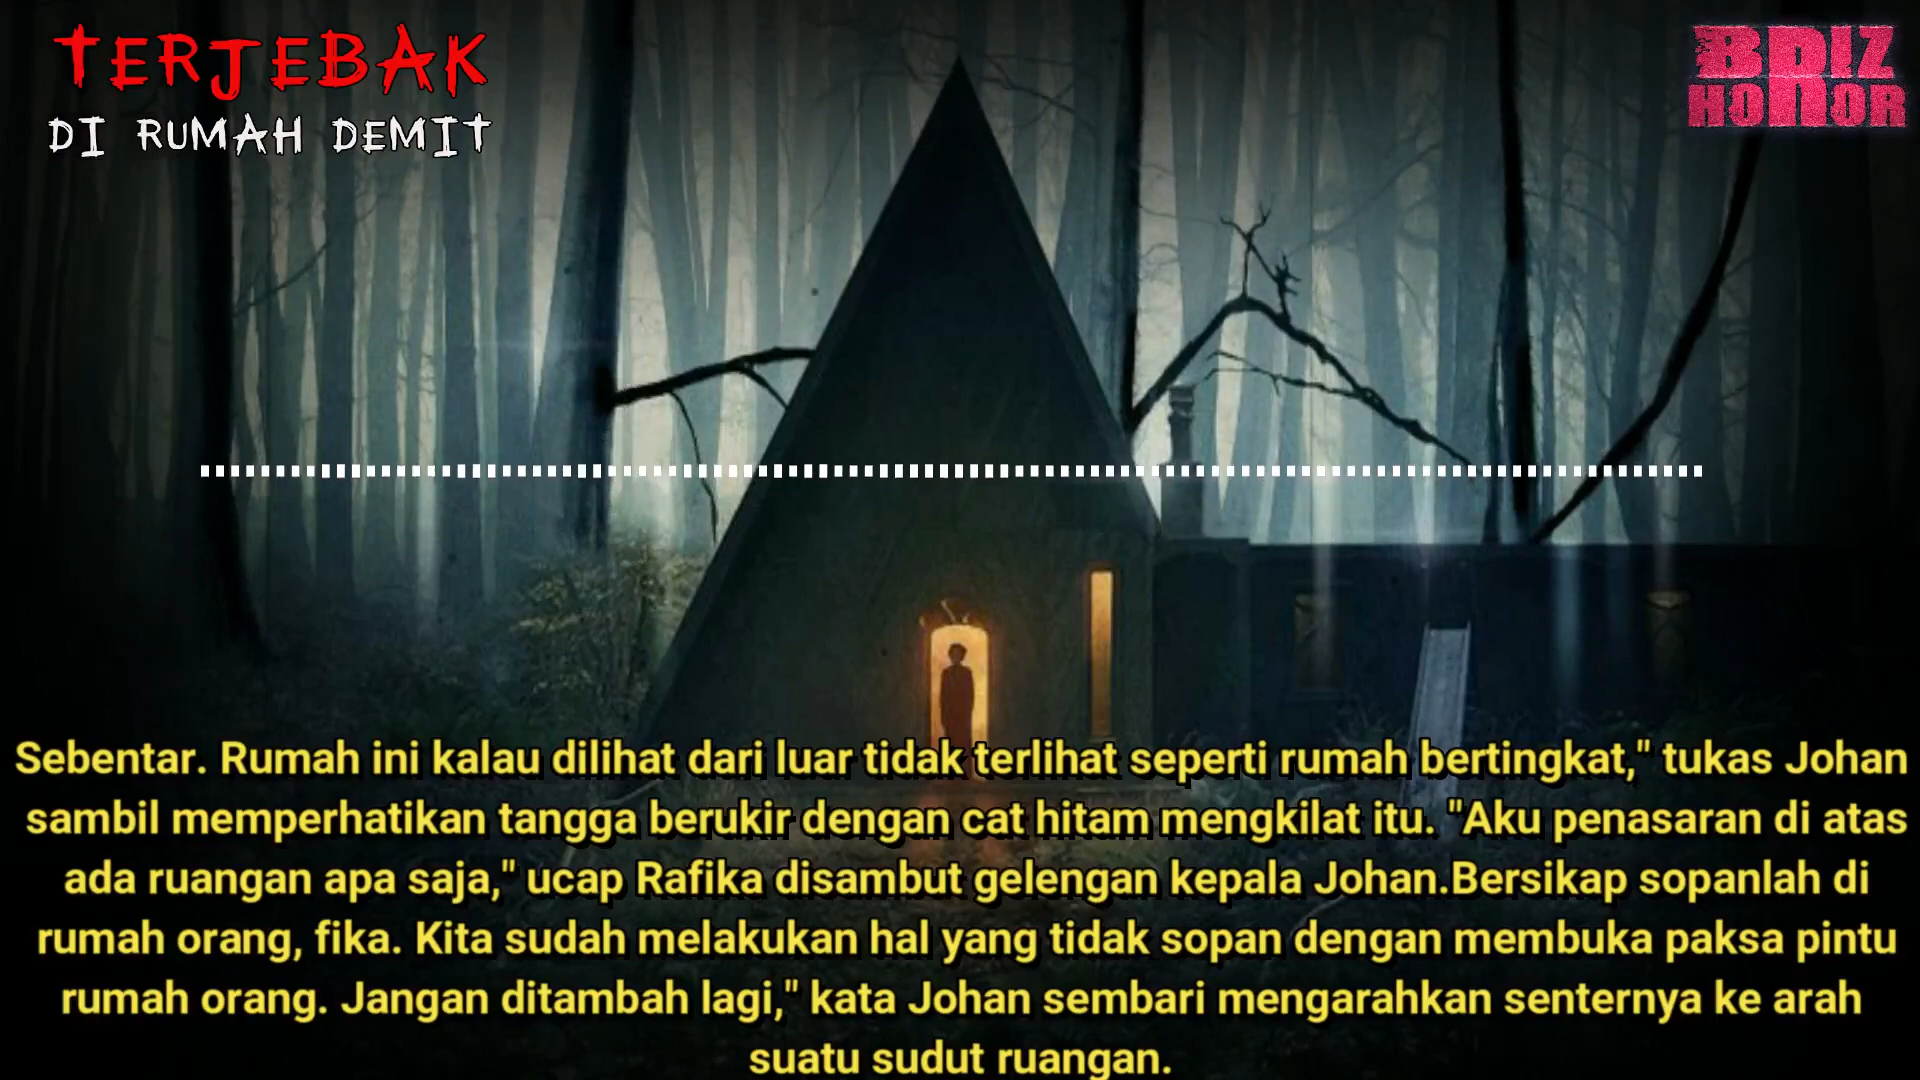 TERJEBAK
DI RUMAH DEMIT
BDIZ
HORROR
Sebentar. Rumah ini kalau dilihat dari luar tidak terlihat seperti rumah bertingkat," tukas Johan
sambil memperhatikan tangga berukir dengan cat hitam mengkilat itu. "Aku penasaran di atas
ada ruangan apa saja," ucap Rafika disambut gelengan kepala Johan.Bersikap sopanlah di
rumah orang, fika. Kita sudah melakukan hal yang tidak sopan dengan membuka paksa pintu
rumah orang. Jangan ditambah lagi," kata Johan sembari mengarahkan senternya ke arah
suatu sudut ruangan.